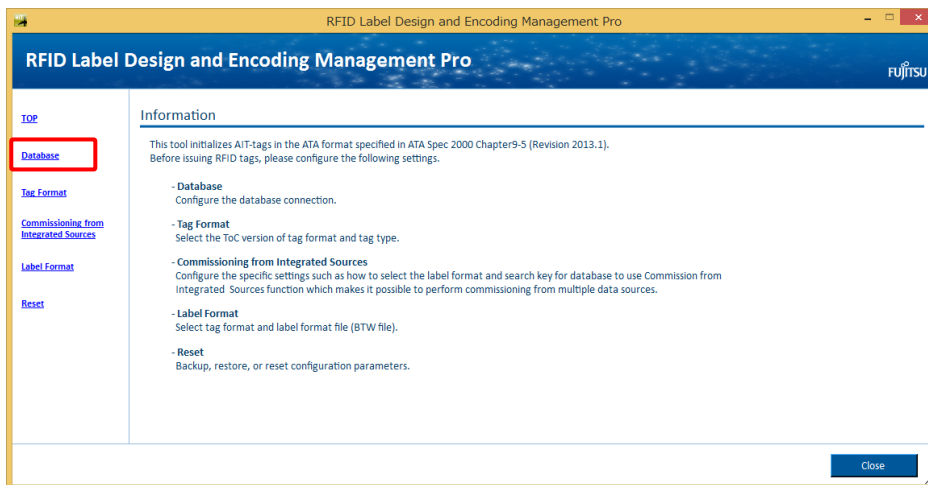 RFID Label Design and Encoding Management Pro
RFID Label Design and Encoding Management Pro
FUJITSU
TOP
Database
Tag Format
Commissioning from
Integrated Sources
Label Format
Reset
Information
This tool initializes AIT-tags in the ATA format specified in ATA Spec 2000 Chapter9-5 (Revision 2013.1).
Before issuing RFID tags, please configure the following settings.
- Database
Configure the database connection.
- Tag Format
Select the ToC version of tag format and tag type.
- Commissioning from Integrated Sources
Configure the specific settings such as how to select the label format and search key for database to use Commission from
Integrated Sources function which makes it possible to perform commissioning from multiple data sources.
- Label Format
Select tag format and label format file (BTW file).
- Reset
Backup, restore, or reset configuration parameters.
Close